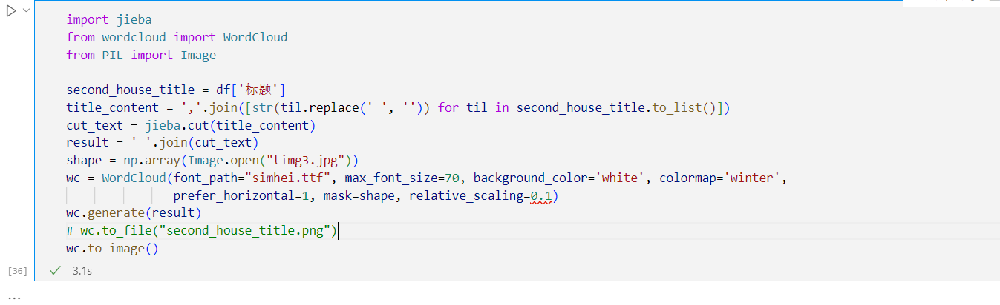 import jieba
from wordcloud import WordCloud
from PIL import Image
second_house_title = df['标题']
title_content = ','.join([str(til.replace(' ', '')) for til in second_house_title.to_list()])
cut_text = jieba.cut(title_content)
result = ' '.join(cut_text)
shape = np.array(Image.open("timg3.jpg"))
wc = WordCloud(font_path="simhei.ttf", max_font_size=70, background_color='white', colormap='winter',
prefer_horizontal=1, mask=shape, relative_scaling=0.1)
wc.generate(result)
# wc.to_file("second_house_title.png")
wc.to_image()
[36] 3.1s
...